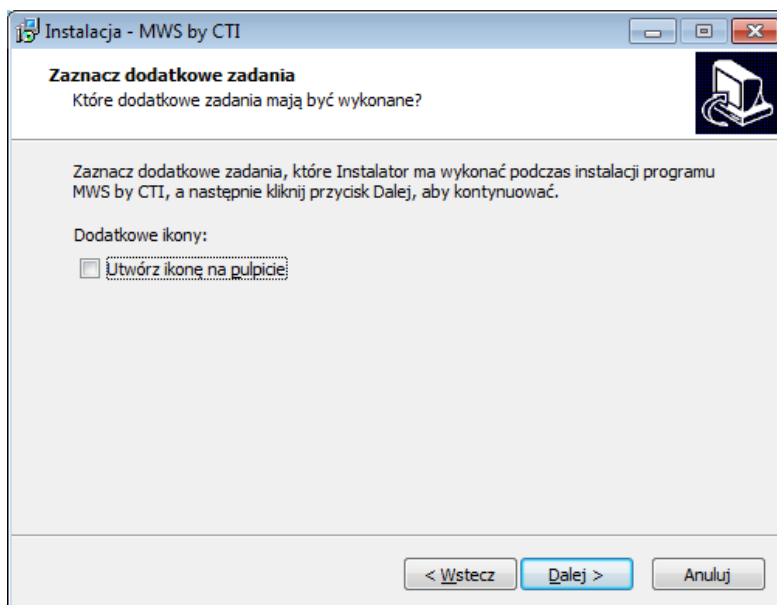 Instalacja - MWS by CTI
Zaznacz dodatkowe zadania
Które dodatkowe zadania mają być wykonane?
Zaznacz dodatkowe zadania, które Instalator ma wykonać podczas instalacji programu
MWS by CTI, a następnie kliknij przycisk Dalej, aby kontynuować.
Dodatkowe ikony:
Utwórz ikonę na pulpicie
< Wstecz Dalej > Anuluj